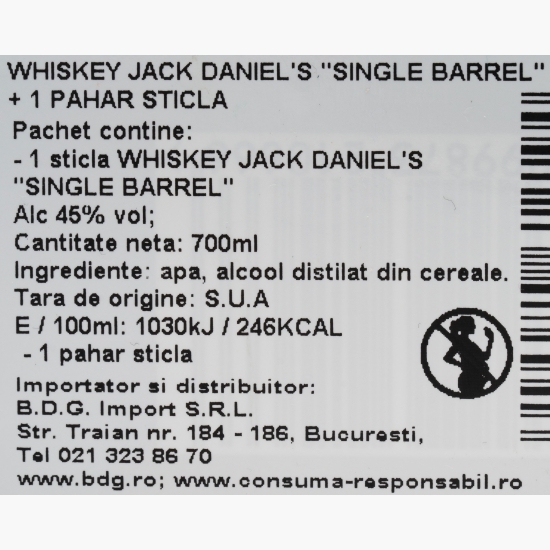 WHISKEY JACK DANIEL'S "SINGLE BARREL"
+ 1 PAHAR STICLA
Pachet contine:
- 1 sticla WHISKEY JACK DANIEL'S
"SINGLE BARREL"
Alc 45% vol;
Cantitate neta: 700ml
Ingrediente: apa, alcool distilat din cereale.
Tara de origine: S.U.A
E / 100ml: 1030kJ / 246KCAL
- 1 pahar sticla
Importator si distribuitor:
B.D.G. Import S.R.L.
Str. Traian nr. 184 - 186, Bucuresti,
Tel 021 323 86 70
www.bdg.ro; www.consuma-responsabil.ro